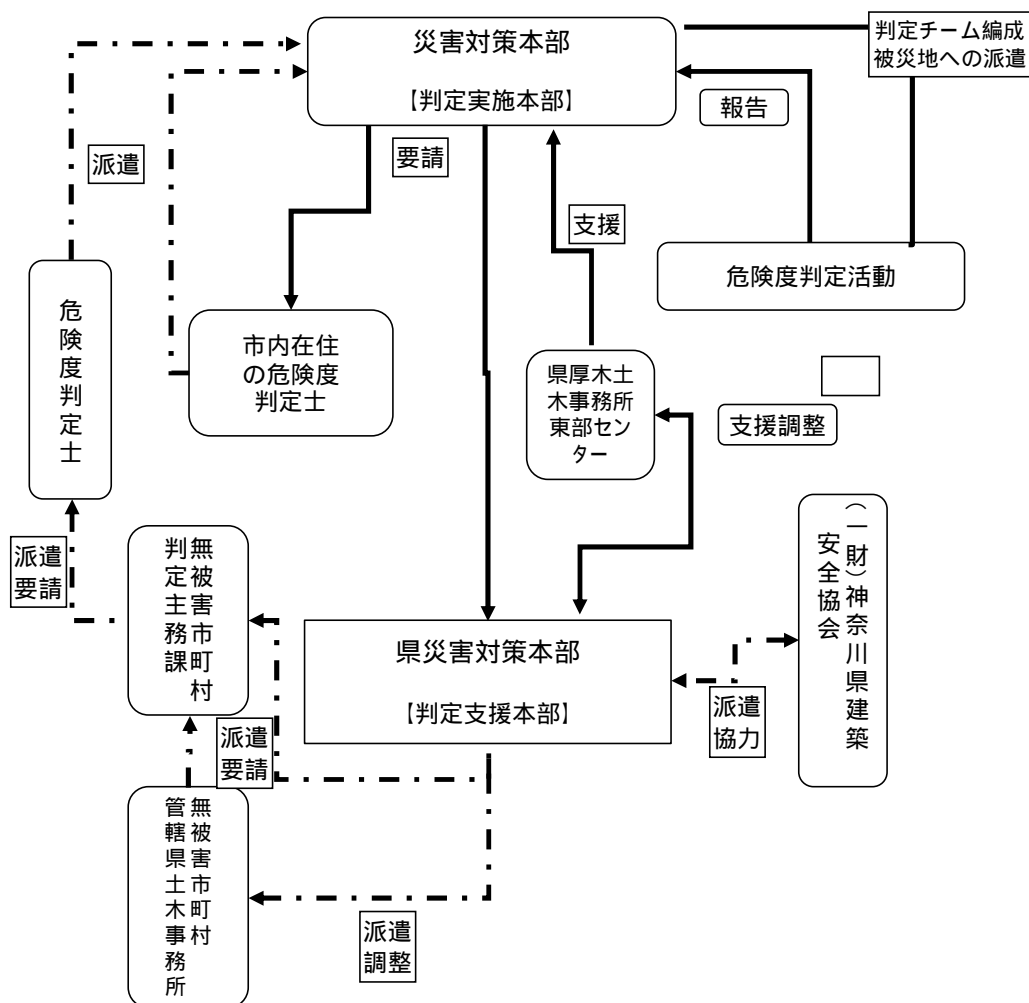 災害対策本部
【判定実施本部】
判定チーム編成
被災地への派遣
報告
派遣
要請
支援
危険度判定活動
危険度判定士
市内在住
の危険度
判定士
県厚木土
木事務所
東部セン
ター
支援調整
派遣
要請
無被害市町村
判定主務課
（一財）神奈川県建築
安全協会
県災害対策本部
【判定支援本部】
派遣
協力
派遣
要請
無被害市町村
管轄県土木事務所
派遣
調整